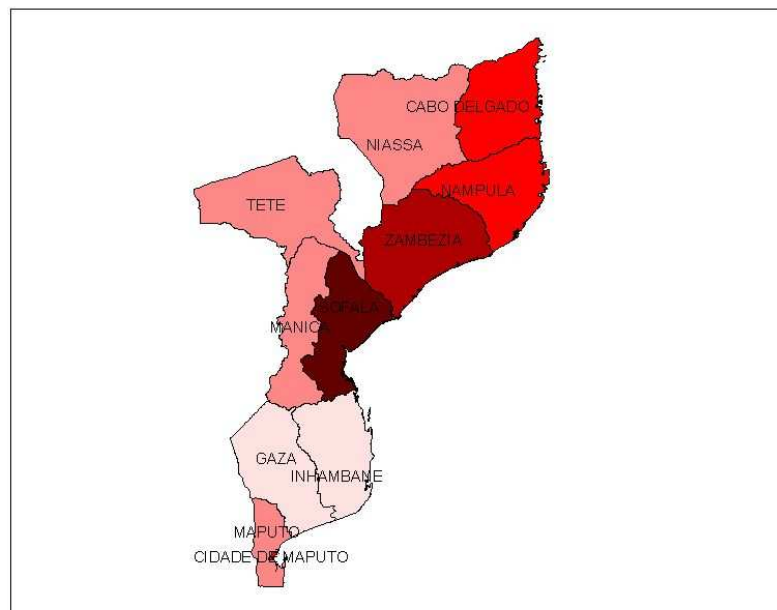 CABO DELGADO
NIASSA
NAMPULA
TETE
ZAMBEZIA
SOFALA
MANICA
GAZA
INHAMBANE
MAPUTO
CIDADE DE MAPUTO